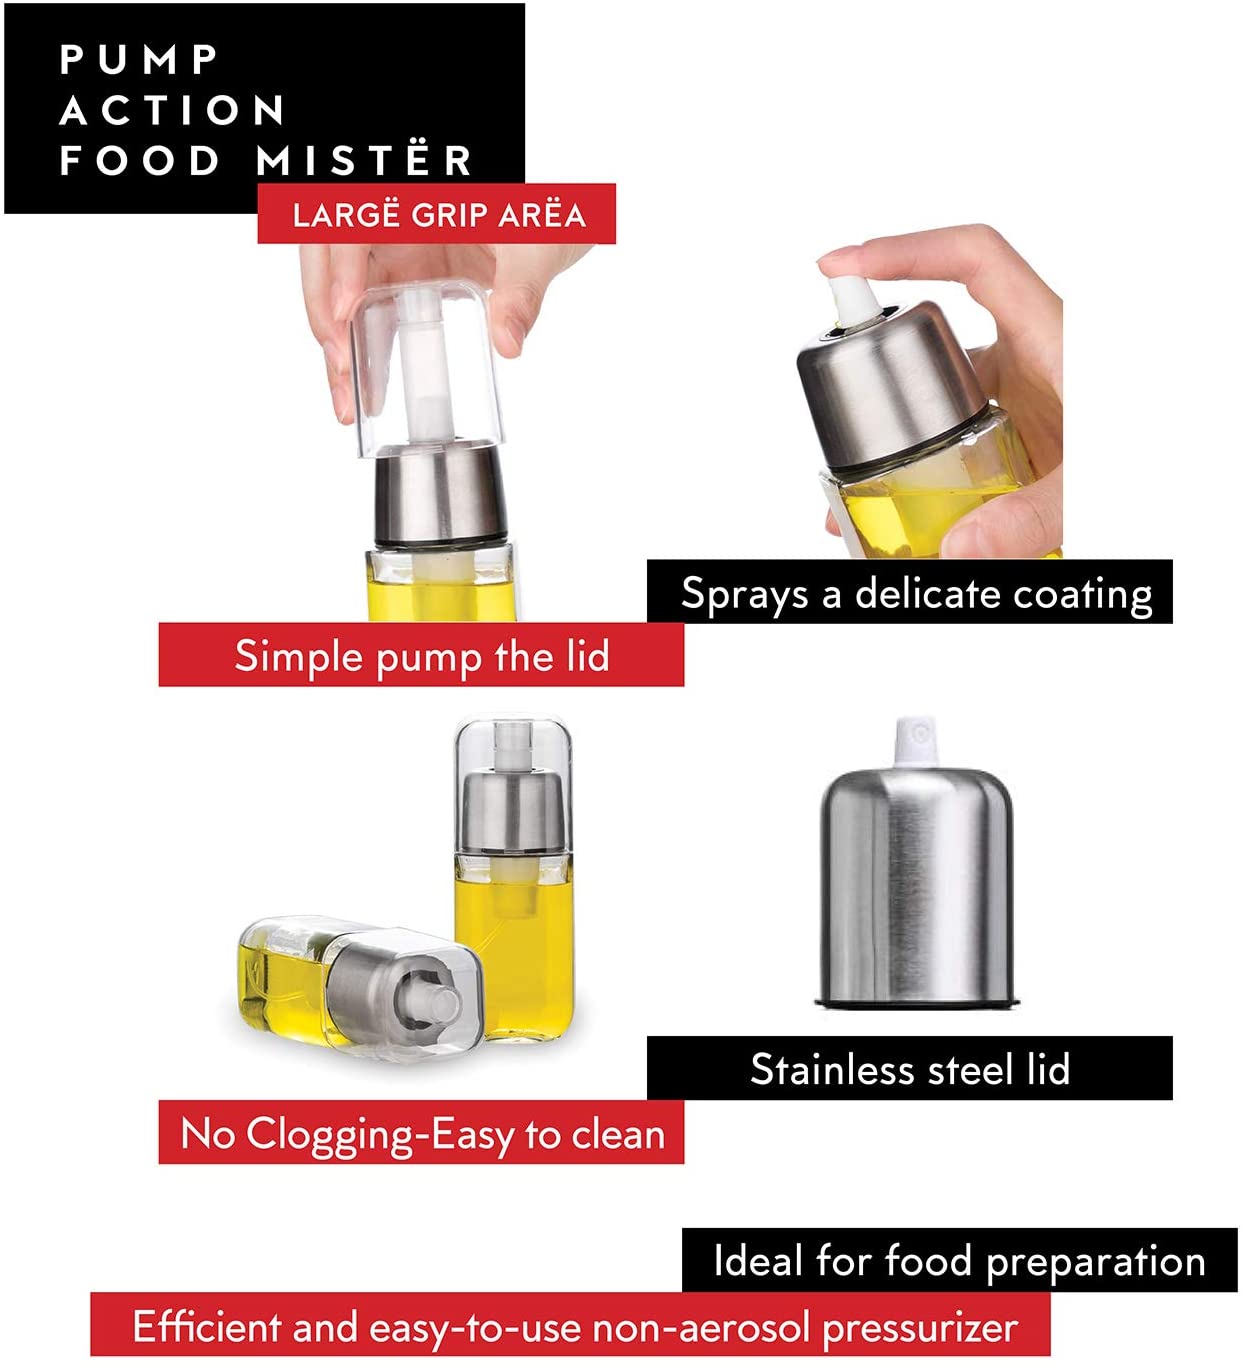 PUMP
ACTION
FOOD MISTËR
LARGË GRIP ARËA
Sprays a delicate coating
Simple pump the lid
Stainless steel lid
No Clogging-Easy to clean
Ideal for food preparation
Efficient and easy-to-use non-aerosol pressurizer